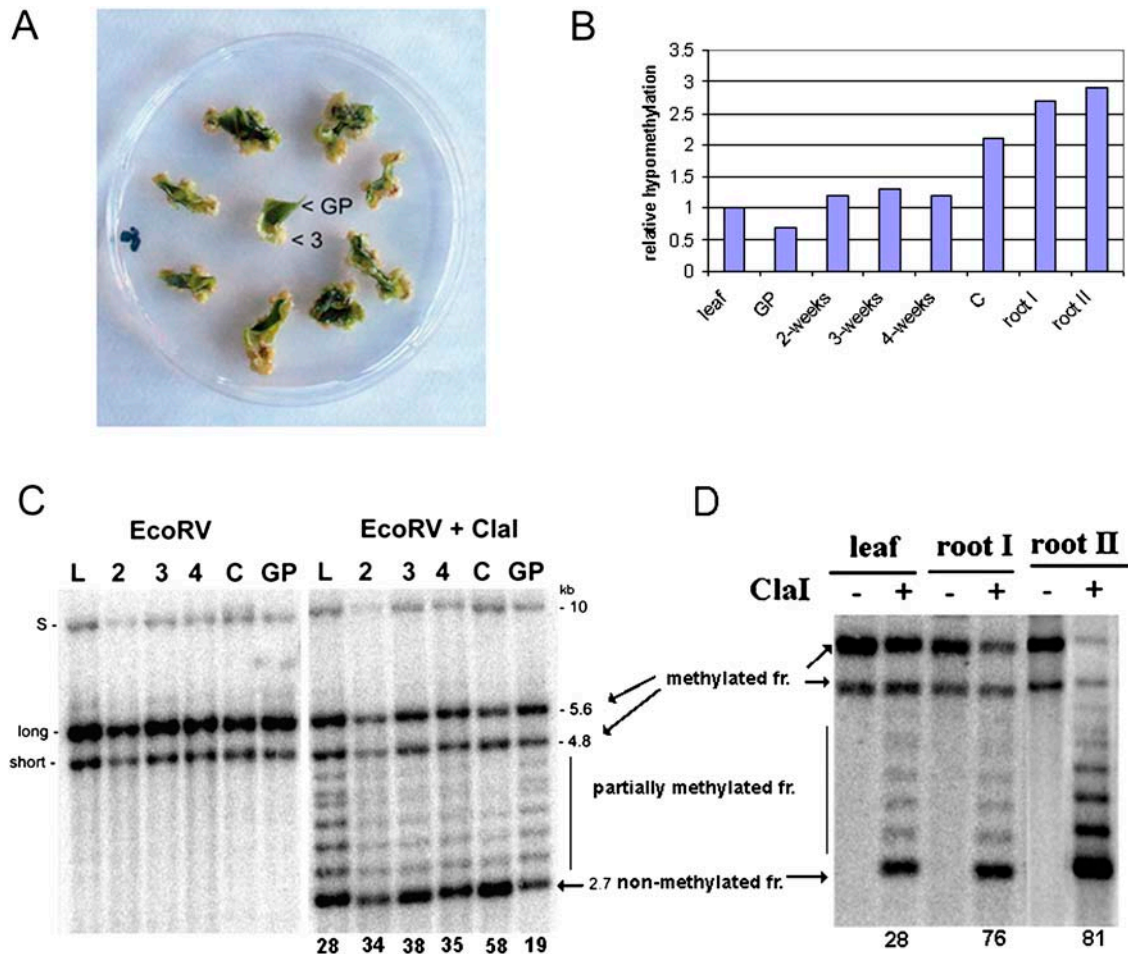 A
< GP
< 3
B
relative hypomethylation
3.5
3
2.5
2
1.5
1
0.5
0
leaf
GP
2-weeks
3-weeks
4-weeks
C
root I
root II
C
EcoRV
EcoRV + ClaI
L 2 3 4 C GP
L 2 3 4 C GP
kb
S -
- 10
long -
short -
- 5.6
- 4.8
2.7
28 34 38 35 58 19
methylated fr.
partially methylated fr.
non-methylated fr.
D
leaf root I root II
ClaI - + - + - +
28 76 81